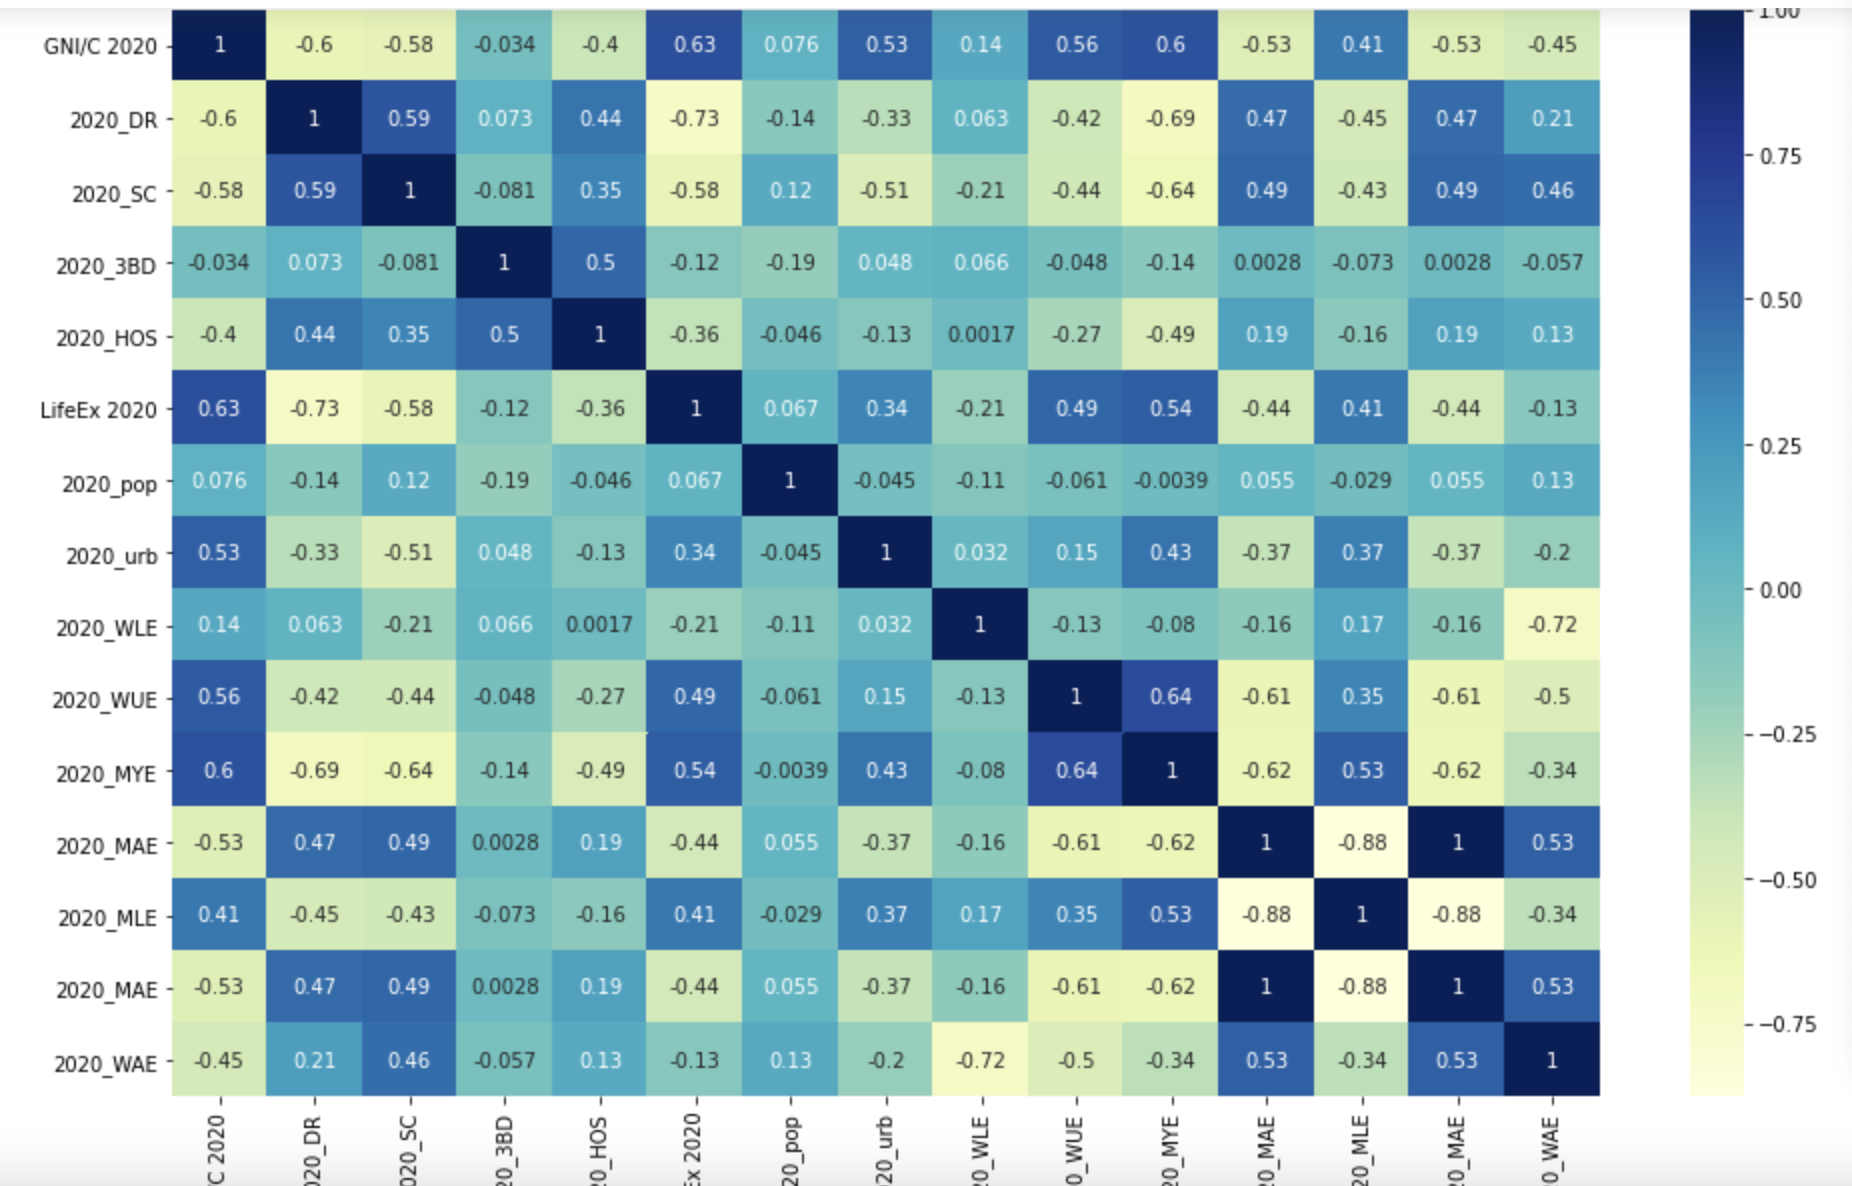 GNI/C 2020 1 -0.6 -0.58 -0.034 -0.4 0.63 0.076 0.53 0.14 0.56 0.6 -0.53 0.41 -0.53 -0.45
2020_DR -0.6 1 0.59 0.073 0.44 -0.73 -0.14 -0.33 0.063 -0.42 -0.69 0.47 -0.45 0.47 0.21
2020_SC -0.58 0.59 1 -0.081 0.35 -0.58 0.12 -0.51 -0.21 -0.44 -0.64 0.49 -0.43 0.49 0.46
2020_3BD -0.034 0.073 -0.081 1 0.5 -0.12 -0.19 0.048 0.066 -0.048 -0.14 0.0028 -0.073 0.0028 -0.057
2020_HOS -0.4 0.44 0.35 0.5 1 -0.36 -0.046 -0.13 0.0017 -0.27 -0.49 0.19 -0.16 0.19 0.13
LifeEx 2020 0.63 -0.73 -0.58 -0.12 -0.36 1 0.067 0.34 -0.21 0.49 0.54 -0.44 0.41 -0.44 -0.13
2020_pop 0.076 -0.14 0.12 -0.19 -0.046 0.067 1 -0.045 -0.11 -0.061 -0.0039 0.055 -0.029 0.055 0.13
2020_urb 0.53 -0.33 -0.51 0.048 -0.13 0.34 -0.045 1 0.032 0.15 0.43 -0.37 0.37 -0.37 -0.2
2020_WLE 0.14 0.063 -0.21 0.066 0.0017 -0.21 -0.11 0.032 1 -0.13 -0.08 -0.16 0.17 -0.16 -0.72
2020_WUE 0.56 -0.42 -0.44 -0.048 -0.27 0.49 -0.061 0.15 -0.13 1 0.64 -0.61 0.35 -0.61 -0.5
2020_MYE 0.6 -0.69 -0.64 -0.14 -0.49 0.54 -0.0039 0.43 -0.08 0.64 1 -0.62 0.53 -0.62 -0.34
2020_MAE -0.53 0.47 0.49 0.0028 0.19 -0.44 0.055 -0.37 -0.16 -0.61 -0.62 1 -0.88 1 0.53
2020_MLE 0.41 -0.45 -0.43 -0.073 -0.16 0.41 -0.029 0.37 0.17 0.35 0.53 -0.88 1 -0.88 -0.34
2020_MAE -0.53 0.47 0.49 0.0028 0.19 -0.44 0.055 -0.37 -0.16 -0.61 -0.62 1 -0.88 1 0.53
2020_WAE -0.45 0.21 0.46 -0.057 0.13 -0.13 0.13 -0.2 -0.72 -0.5 -0.34 0.53 -0.34 0.53 1
/C 2020
020_DR
020_SC
20_3BD
20_HOS
Ex 2020
20_pop
20_urb
20_WLE
0_WUE
20_MYE
20_MAE
20_MLE
20_MAE
0_WAE
1.00
0.75
0.50
0.25
0.00
−0.25
−0.50
−0.75